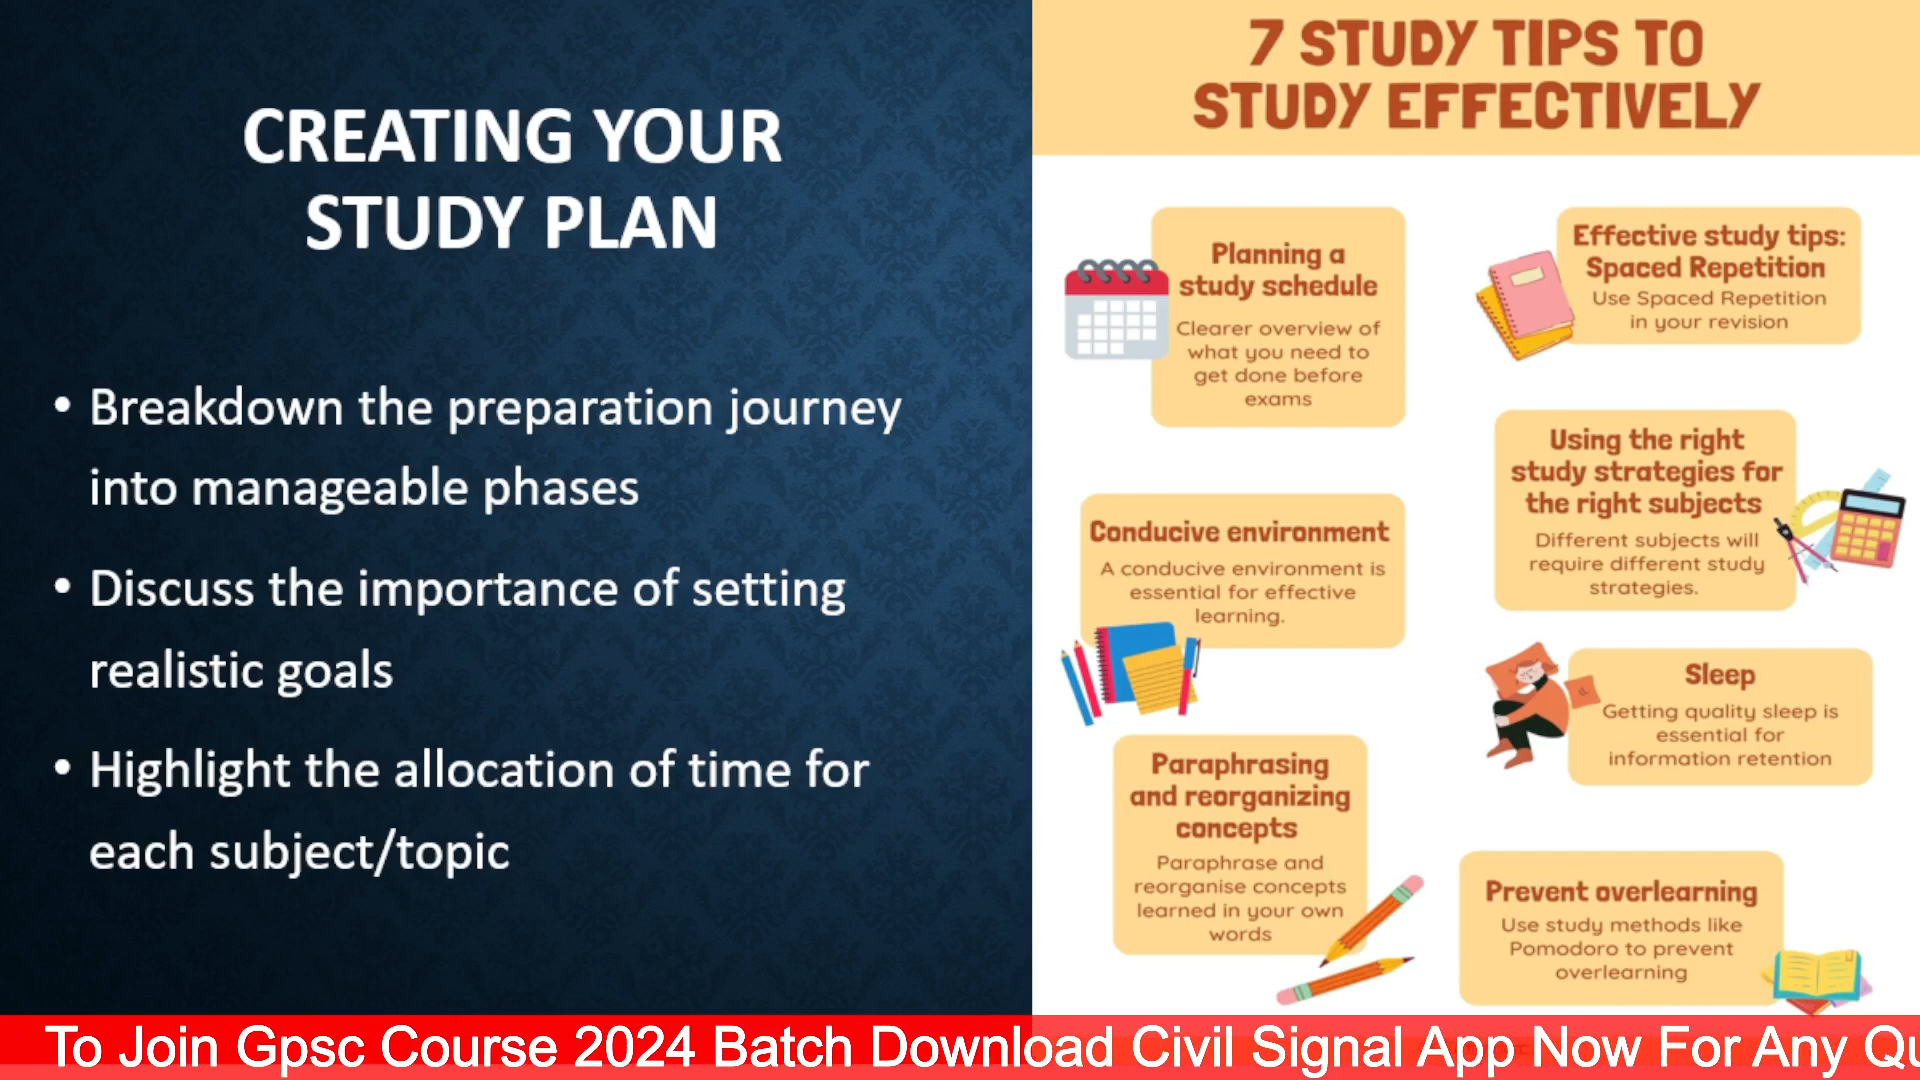 CREATING YOUR
STUDY PLAN
• Breakdown the preparation journey
into manageable phases
• Discuss the importance of setting
realistic goals
• Highlight the allocation of time for
each subject/topic
7 STUDY TIPS TO
STUDY EFFECTIVELY
Planning a
study schedule
Clearer overview of
what you need to
get done before
exams
Effective study tips:
Spaced Repetition
Use Spaced Repetition
in your revision
Conducive environment
A conducive environment is
essential for effective
learning.
Using the right
study strategies for
the right subjects
Different subjects will
require different study
strategies.
Sleep
Getting quality sleep is
essential for
information retention
Paraphrasing
and reorganizing
concepts
Paraphrase and
reorganise concepts
learned in your own
words
Prevent overlearning
Use study methods like
Pomodoro to prevent
overlearning
To Join Gpsc Course 2024 Batch Download Civil Signal App Now For Any